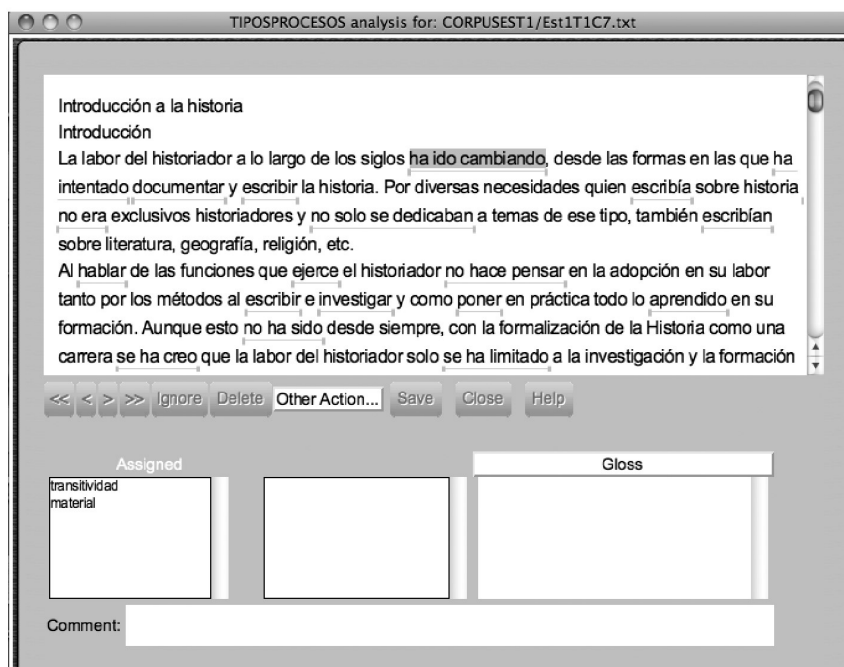 TIPOSPROCESOS analysis for: CORPUSEST1/Est1T1C7.txt
Introducción a la historia
Introducción
La labor del historiador a lo largo de los siglos ha ido cambiando, desde las formas en las que ha
intentado documentar y escribir la historia. Por diversas necesidades quien escribía sobre historia
no era exclusivos historiadores y no solo se dedicaban a temas de ese tipo, también escribían
sobre literatura, geografía, religión, etc.
Al hablar de las funciones que ejerce el historiador no hace pensar en la adopción en su labor
tanto por los métodos al escribir e investigar y como poner en práctica todo lo aprendido en su
formación. Aunque esto no ha sido desde siempre, con la formalización de la Historia como una
carrera se ha creo que la labor del historiador solo se ha limitado a la investigación y la formación
<< < > >> Ignore Delete Other Action... Save Close Help
Assigned Gloss
transitividad
material
Comment: